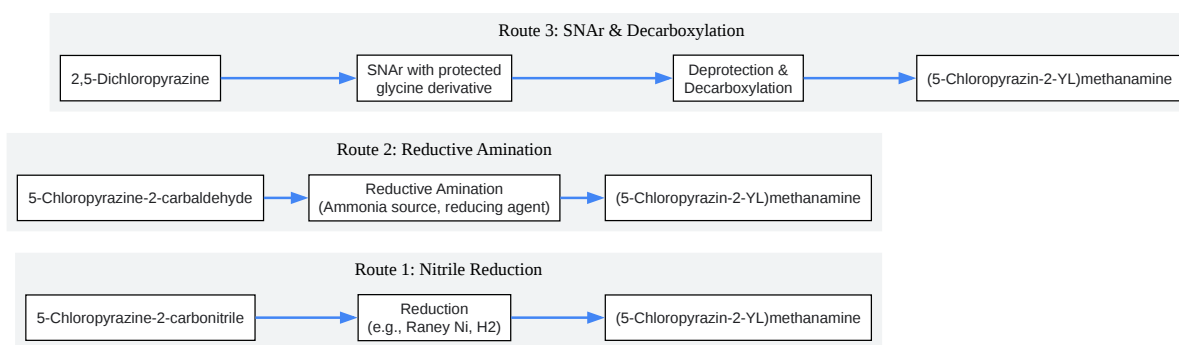 Route 3: SNAr & Decarboxylation
2,5-Dichloropyrazine
SNAr with protected
glycine derivative
Deprotection &
Decarboxylation
(5-Chloropyrazin-2-YL)methanamine
Route 2: Reductive Amination
5-Chloropyrazine-2-carbaldehyde
Reductive Amination
(Ammonia source, reducing agent)
(5-Chloropyrazin-2-YL)methanamine
Route 1: Nitrile Reduction
5-Chloropyrazine-2-carbonitrile
Reduction
(e.g., Raney Ni, H2)
(5-Chloropyrazin-2-YL)methanamine